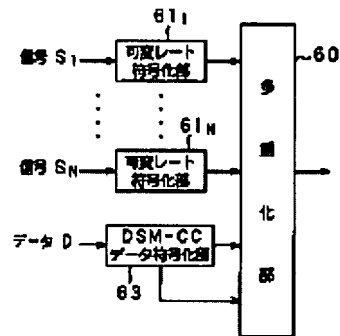 61₁
信号 S₁
可変レート
符号化部
60
61N
信号 SN
可変レート
符号化部
データ D
DSM-CC
データ符号化部
63
多重化部